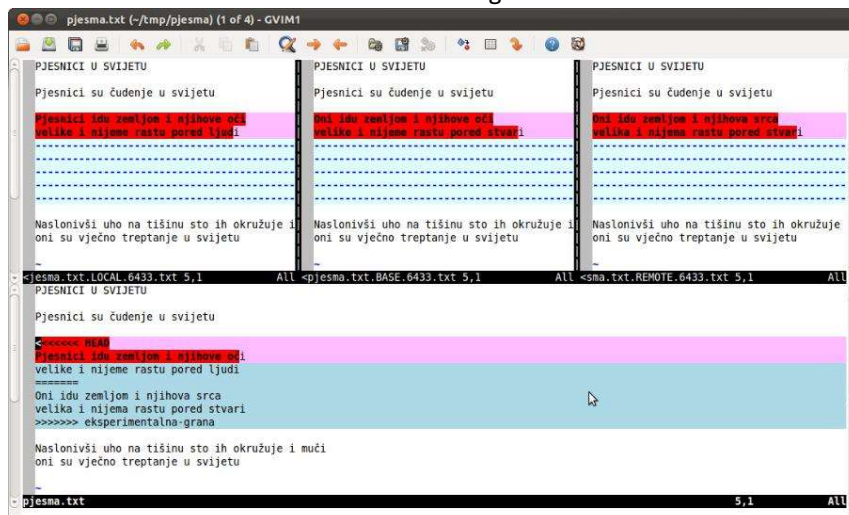 pjesma.txt (~/tmp/pjesma) (1 of 4) - GVIM1
PJESNICI U SVIJETU
Pjesnici su čuđenje u svijetu
Pjesnici idu zemljom i njihove oči
velike i nijeme rastu pored ljudi
Naslonivši uho na tišinu sto ih okružuje i
oni su vječno treptanje u svijetu
~
<jesma.txt.LOCAL.6433.txt 5,1 All
PJESNICI U SVIJETU
Pjesnici su čuđenje u svijetu
Oni idu zemljom i njihove oči
velike i nijeme rastu pored stvari
Naslonivši uho na tišinu sto ih okružuje i
oni su vječno treptanje u svijetu
~
<pjesma.txt.BASE.6433.txt 5,1 All
PJESNICI U SVIJETU
Pjesnici su čuđenje u svijetu
Oni idu zemljom i njihova srca
velika i nijema rastu pored stvari
Naslonivši uho na tišinu sto ih okružuje
oni su vječno treptanje u svijetu
~
<sma.txt.REMOTE.6433.txt 5,1 All
PJESNICI U SVIJETU
Pjesnici su čuđenje u svijetu
<<<<<<< HEAD
Pjesnici idu zemljom i njihove oči
velike i nijeme rastu pored ljudi
=======
Oni idu zemljom i njihova srca
velika i nijema rastu pored stvari
>>>>>>> eksperimentalna-grana
Naslonivši uho na tišinu sto ih okružuje i muči
oni su vječno treptanje u svijetu
~
pjesma.txt 5,1 All